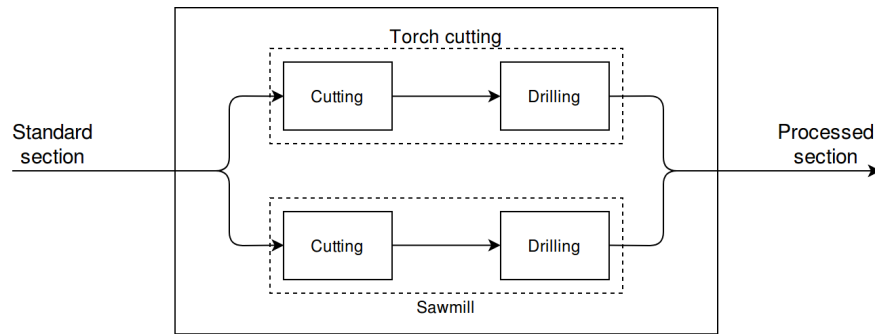 Torch cutting
Cutting
Drilling
Standard
section
Processed
section
Cutting
Drilling
Sawmill